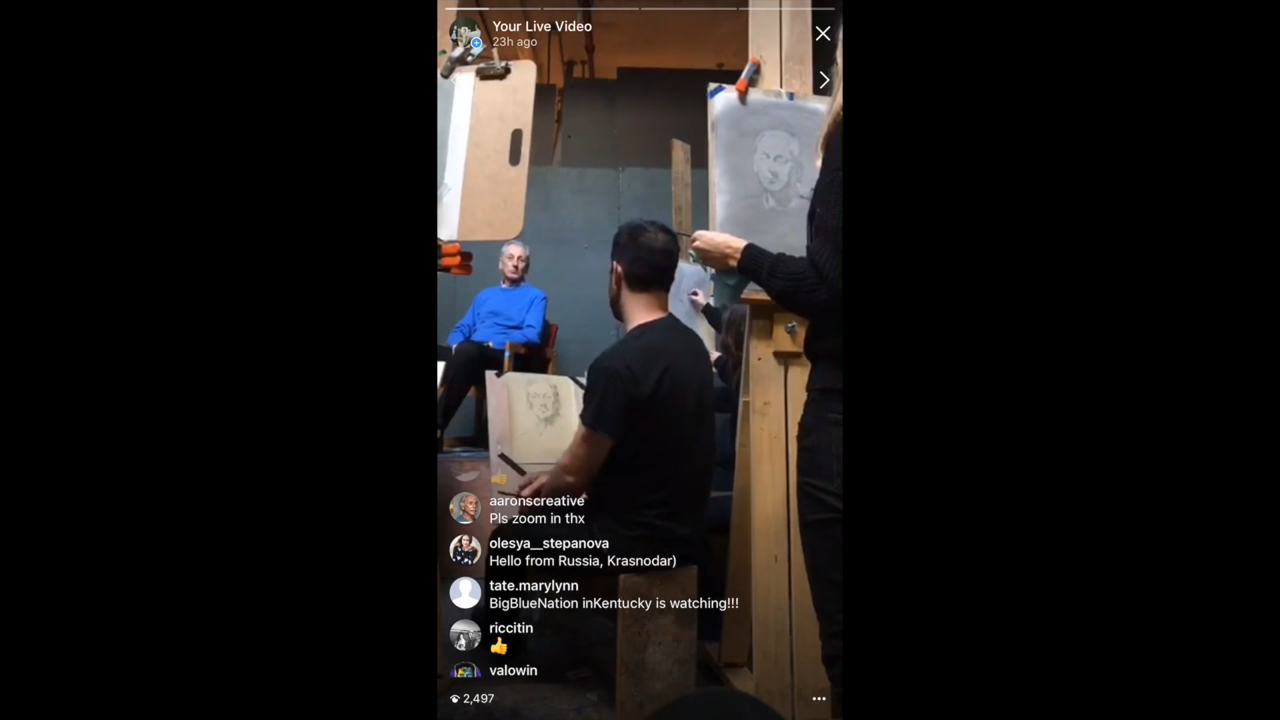 Your Live Video
23h ago
aaronscreative
Pls zoom in thx
olesya__stepanova
Hello from Russia, Krasnodar)
tate.marylynn
BigBlueNation inKentucky is watching!!!
riccitin
👍
valowin
2,497